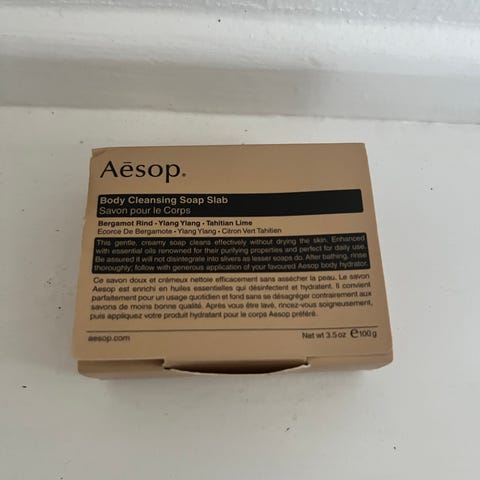 Aēsop.
Body Cleansing Soap Slab
Savon pour le Corps
Bergamot Rind • Ylang Ylang • Tahitian Lime
Ecorce De Bergamote • Ylang Ylang • Citron Vert Tahitien
This gentle, creamy soap cleans effectively without drying the skin. Enhanced
with essential oils renowned for their purifying properties and perfect for daily use.
Be assured it will not disintegrate into slivers as lesser soaps do. After bathing, rinse
thoroughly; follow with generous application of your favoured Aesop body hydrator.
Ce savon doux et crémeux nettoie efficacement sans assécher la peau. Le savon
Aesop est enrichi en huiles essentielles qui désinfectent et hydratent. Il convient
parfaitement pour un usage quotidien et fond sans se désagréger contrairement aux
savons de moins bonne qualité. Après vous être lavé, rincez-vous soigneusement,
puis appliquez votre produit hydratant pour le corps Aesop préféré.
aesop.com
Net wt 3.5 oz ℮100 g